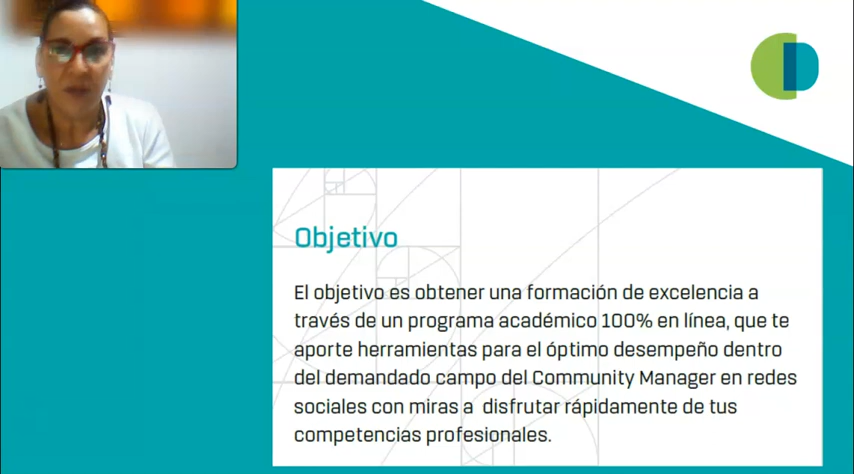 Objetivo
El objetivo es obtener una formación de excelencia a
través de un programa académico 100% en línea, que te
aporte herramientas para el óptimo desempeño dentro
del demandado campo del Community Manager en redes
sociales con miras a disfrutar rápidamente de tus
competencias profesionales.